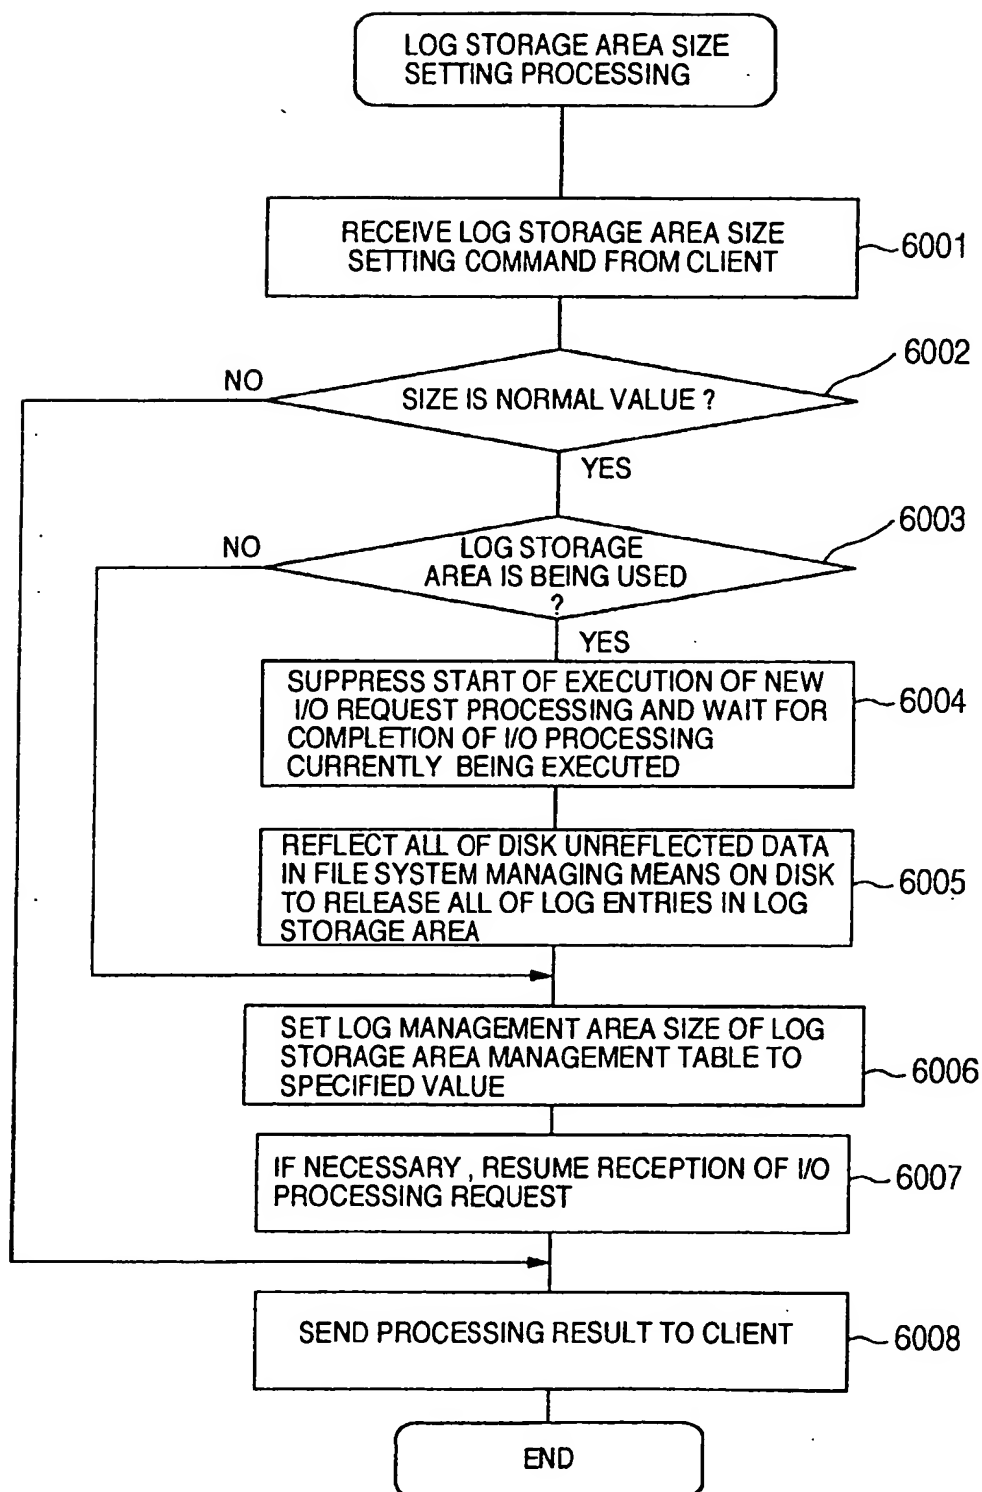 LOG STORAGE AREA SIZE
SETTING PROCESSING
RECEIVE LOG STORAGE AREA SIZE
SETTING COMMAND FROM CLIENT
6001
6002
NO
SIZE IS NORMAL VALUE ?
YES
6003
NO
LOG STORAGE
AREA IS BEING USED
?
YES
SUPPRESS START OF EXECUTION OF NEW
I/O REQUEST PROCESSING AND WAIT FOR
COMPLETION OF I/O PROCESSING
CURRENTLY BEING EXECUTED
6004
REFLECT ALL OF DISK UNREFLECTED DATA
IN FILE SYSTEM MANAGING MEANS ON DISK
TO RELEASE ALL OF LOG ENTRIES IN LOG
STORAGE AREA
6005
SET LOG MANAGEMENT AREA SIZE OF LOG
STORAGE AREA MANAGEMENT TABLE TO
SPECIFIED VALUE
6006
IF NECESSARY , RESUME RECEPTION OF I/O
PROCESSING REQUEST
6007
SEND PROCESSING RESULT TO CLIENT
6008
END